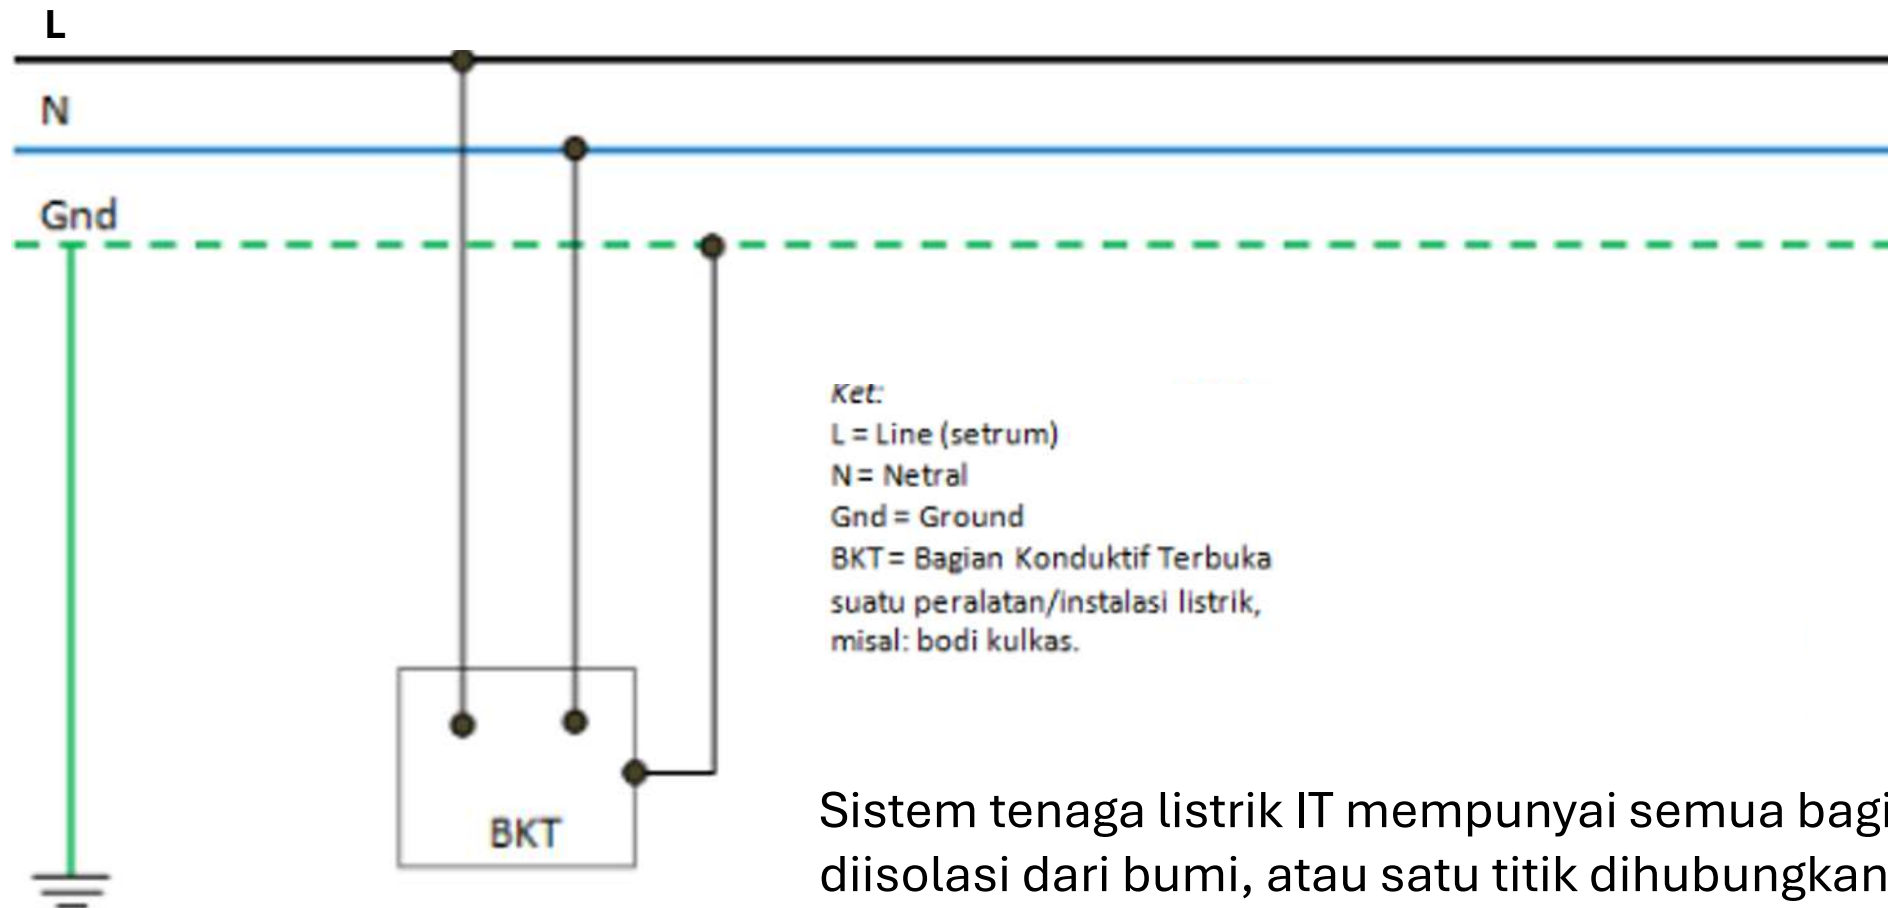 L
N
Gnd
Ket:
L = Line (setrum)
N = Netral
Gnd = Ground
BKT = Bagian Konduktif Terbuka
suatu peralatan/instalasi listrik,
misal: bodi kulkas.
BKT
Sistem tenaga listrik IT mempunyai semua bagi
diisolasi dari bumi, atau satu titik dihubungkan